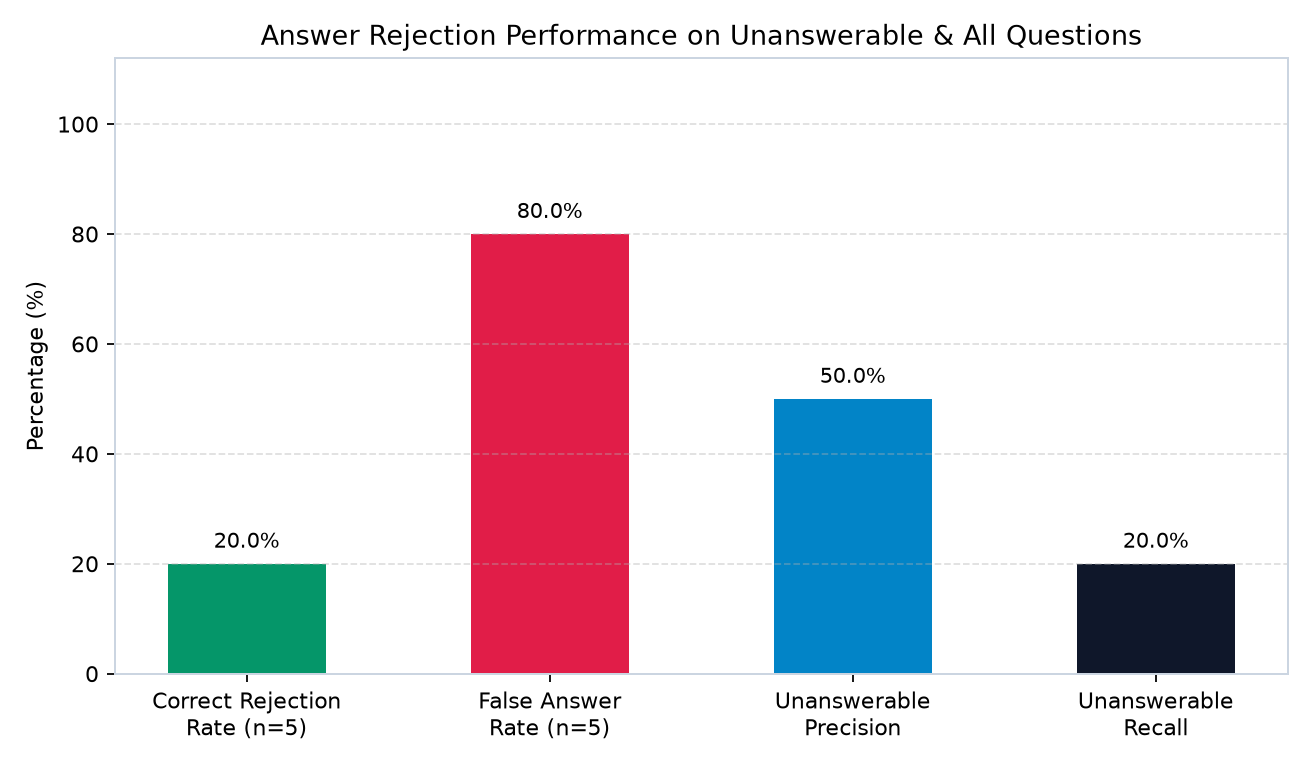 Answer Rejection Performance on Unanswerable & All Questions
Percentage (%)
100
80
60
40
20
0
20.0%
80.0%
50.0%
20.0%
Correct Rejection
Rate (n=5)
False Answer
Rate (n=5)
Unanswerable
Precision
Unanswerable
Recall